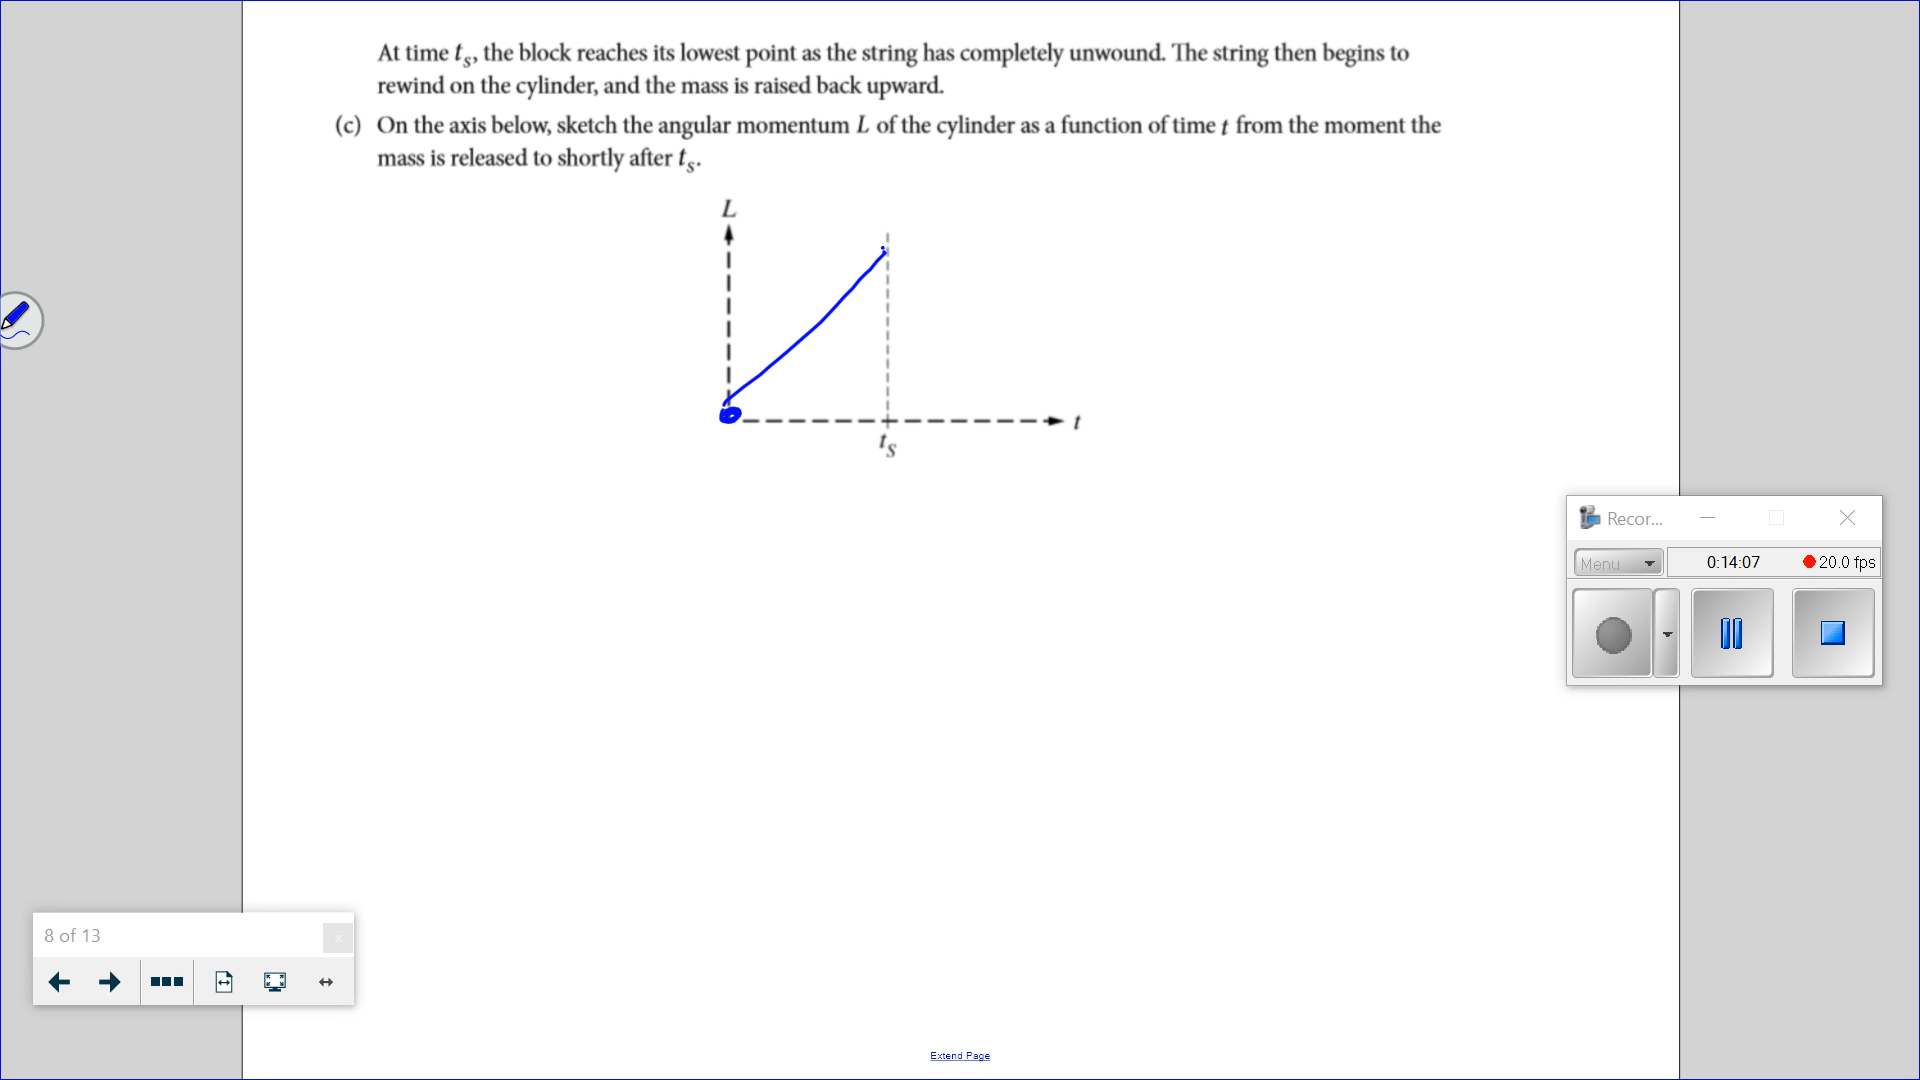 At time ts, the block reaches its lowest point as the string has completely unwound. The string then begins to
rewind on the cylinder, and the mass is raised back upward.
(c) On the axis below, sketch the angular momentum L of the cylinder as a function of time t from the moment the
mass is released to shortly after ts.
L
t
ts
Recor...
Menu
0:14:07
20.0 fps
8 of 13
Extend Page